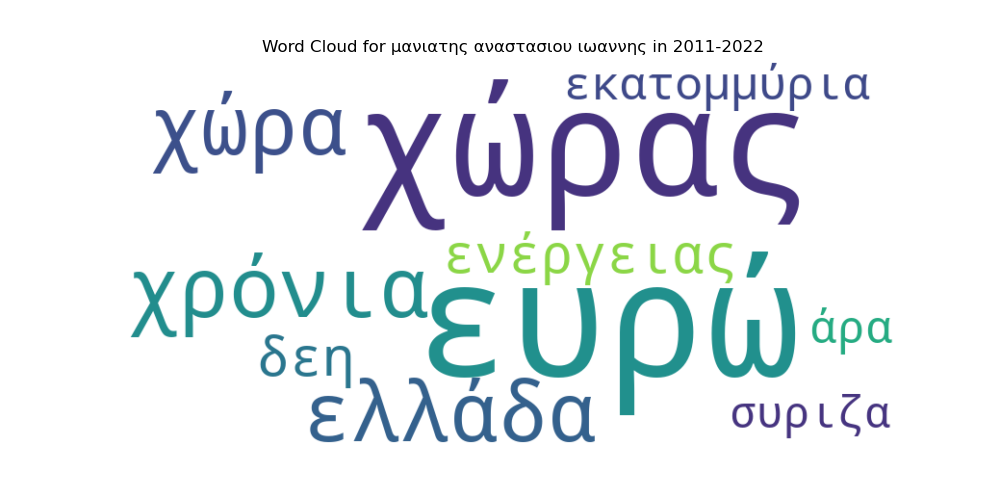 Word Cloud for μανιατης αναστασιου ιωαννης in 2011-2022
εκατομμύρια
χώρα
χώρας
ενέργειας
χρόνια
ευρώ
άρα
δεη
ελλάδα
συριζα